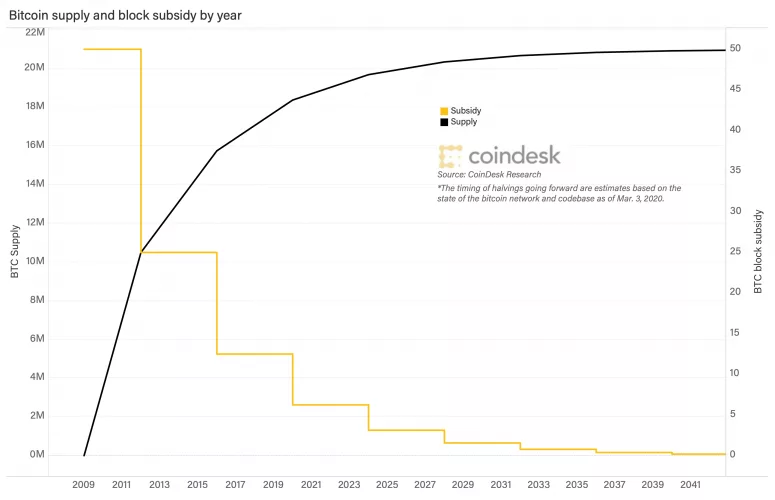 Bitcoin supply and block subsidy by year
22M
20M
18M
16M
14M
12M
10M
8M
6M
4M
2M
0M
BTC Supply
Subsidy
Supply
coindesk
Source: CoinDesk Research
*The timing of halvings going forward are estimates based on the
state of the bitcoin network and codebase as of Mar. 3, 2020.
50
45
40
35
30
25
20
15
10
5
0
BTC block subsidy
2009 2011 2013 2015 2017 2019 2021 2023 2025 2027 2029 2031 2033 2035 2037 2039 2041